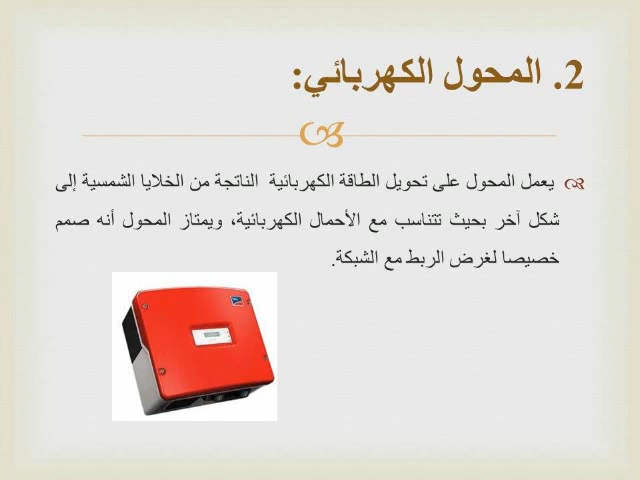 2. المحول الكهربائي:
يعمل المحول على تحويل الطاقة الكهربائية الناتجة من الخلايا الشمسية إلى
شكل آخر بحيث تتناسب مع الأحمال الكهربائية، ويمتاز المحول أنه صمم
خصيصا لغرض الربط مع الشبكة.